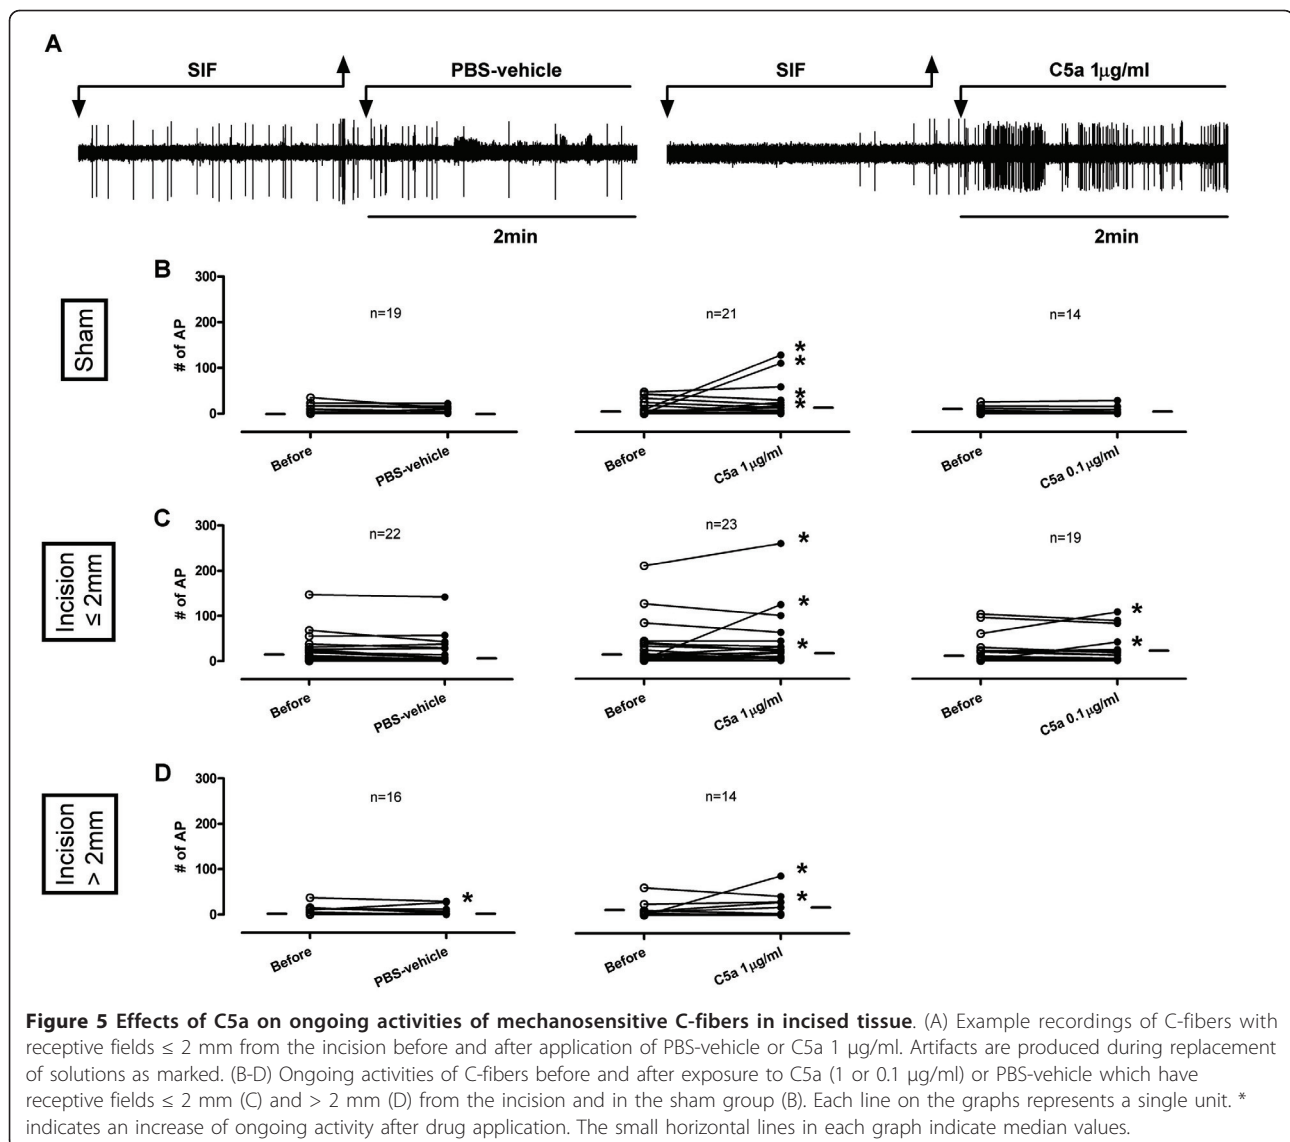 A
SIF PBS-vehicle SIF C5a 1µg/ml
2min 2min
B
Sham
# of AP
300
200
100
0
n=19 n=21 n=14
* * * *
Before PBS-vehicle Before C5a 1µg/ml Before C5a 0.1µg/ml
C
Incision
≤ 2mm
# of AP
300
200
100
0
n=22 n=23 n=19
* * * * *
Before PBS-vehicle Before C5a 1µg/ml Before C5a 0.1µg/ml
D
Incision
> 2mm
# of AP
300
200
100
0
n=16 n=14
* * *
Before PBS-vehicle Before C5a 1µg/ml
Figure 5 Effects of C5a on ongoing activities of mechanosensitive C-fibers in incised tissue. (A) Example recordings of C-fibers with
receptive fields ≤ 2 mm from the incision before and after application of PBS-vehicle or C5a 1 µg/ml. Artifacts are produced during replacement
of solutions as marked. (B-D) Ongoing activities of C-fibers before and after exposure to C5a (1 or 0.1 µg/ml) or PBS-vehicle which have
receptive fields ≤ 2 mm (C) and > 2 mm (D) from the incision and in the sham group (B). Each line on the graphs represents a single unit. *
indicates an increase of ongoing activity after drug application. The small horizontal lines in each graph indicate median values.